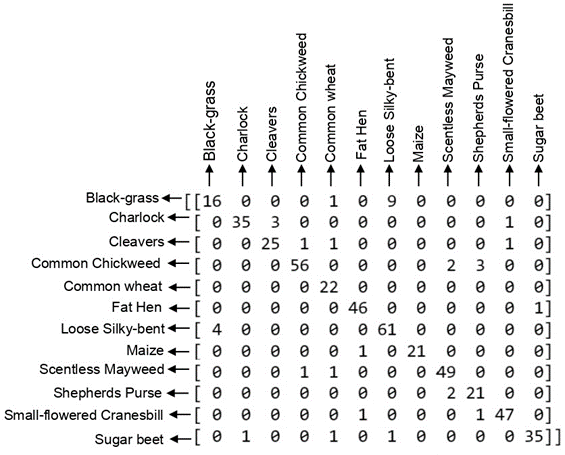 Black-grass
Charlock
Cleavers
Common Chickweed
Common wheat
Fat Hen
Loose Silky-bent
Maize
Scentless Mayweed
Shepherds Purse
Small-flowered Cranesbill
Sugar beet
Black-grass [[16 0 0 0 1 0 9 0 0 0 0 0]
Charlock [ 0 35 3 0 0 0 0 0 0 0 1 0]
Cleavers [ 0 0 25 1 1 0 0 0 0 0 1 0]
Common Chickweed [ 0 0 0 56 0 0 0 0 2 3 0 0]
Common wheat [ 0 0 0 0 22 0 0 0 0 0 0 0]
Fat Hen [ 0 0 0 0 0 46 0 0 0 0 0 1]
Loose Silky-bent [ 4 0 0 0 0 0 61 0 0 0 0 0]
Maize [ 0 0 0 0 0 1 0 21 0 0 0 0]
Scentless Mayweed [ 0 0 0 1 1 0 0 0 49 0 0 0]
Shepherds Purse [ 0 0 0 0 0 0 0 0 2 21 0 0]
Small-flowered Cranesbill [ 0 0 0 0 0 1 0 0 0 1 47 0]
Sugar beet [ 0 1 0 0 1 0 1 0 0 0 0 35]]